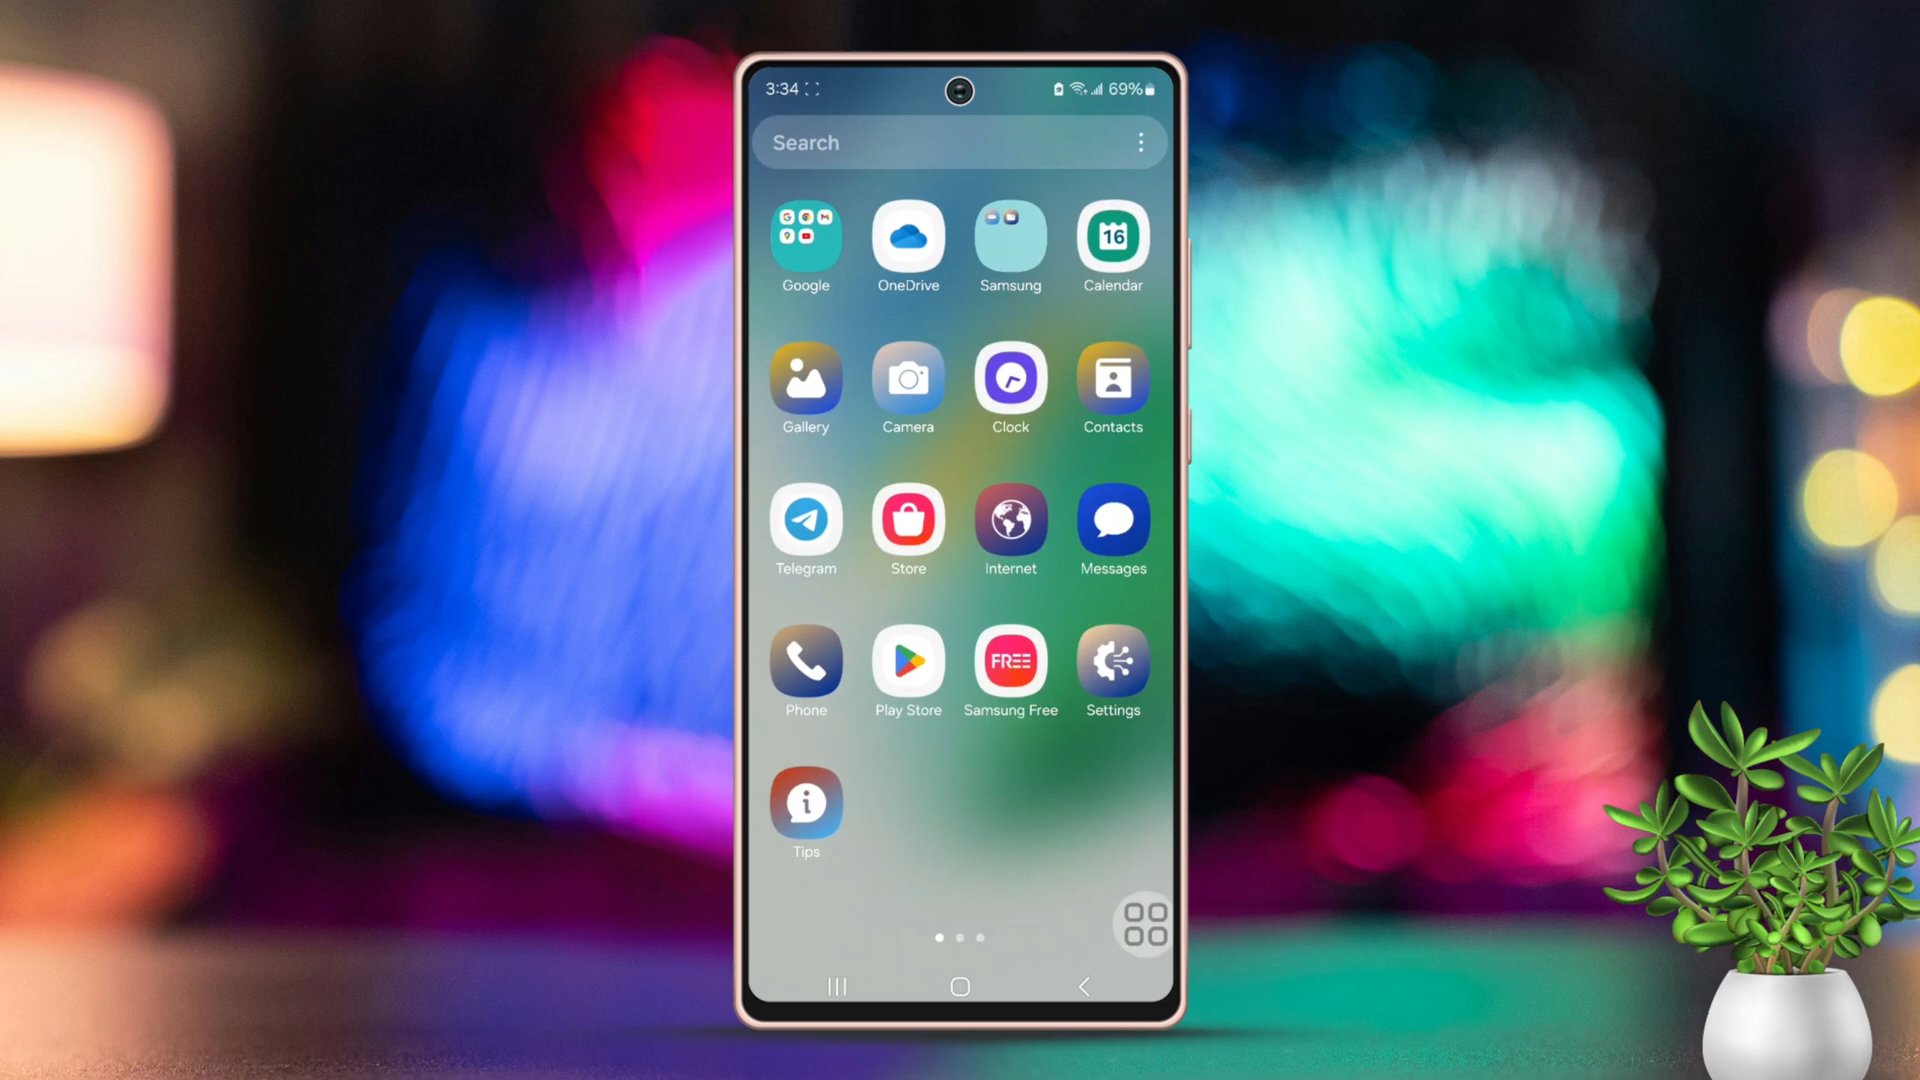 3:34 69%
Search
16
Google OneDrive Samsung Calendar
Gallery Camera Clock Contacts
Telegram Store Internet Messages
FREE
Phone Play Store Samsung Free Settings
Tips